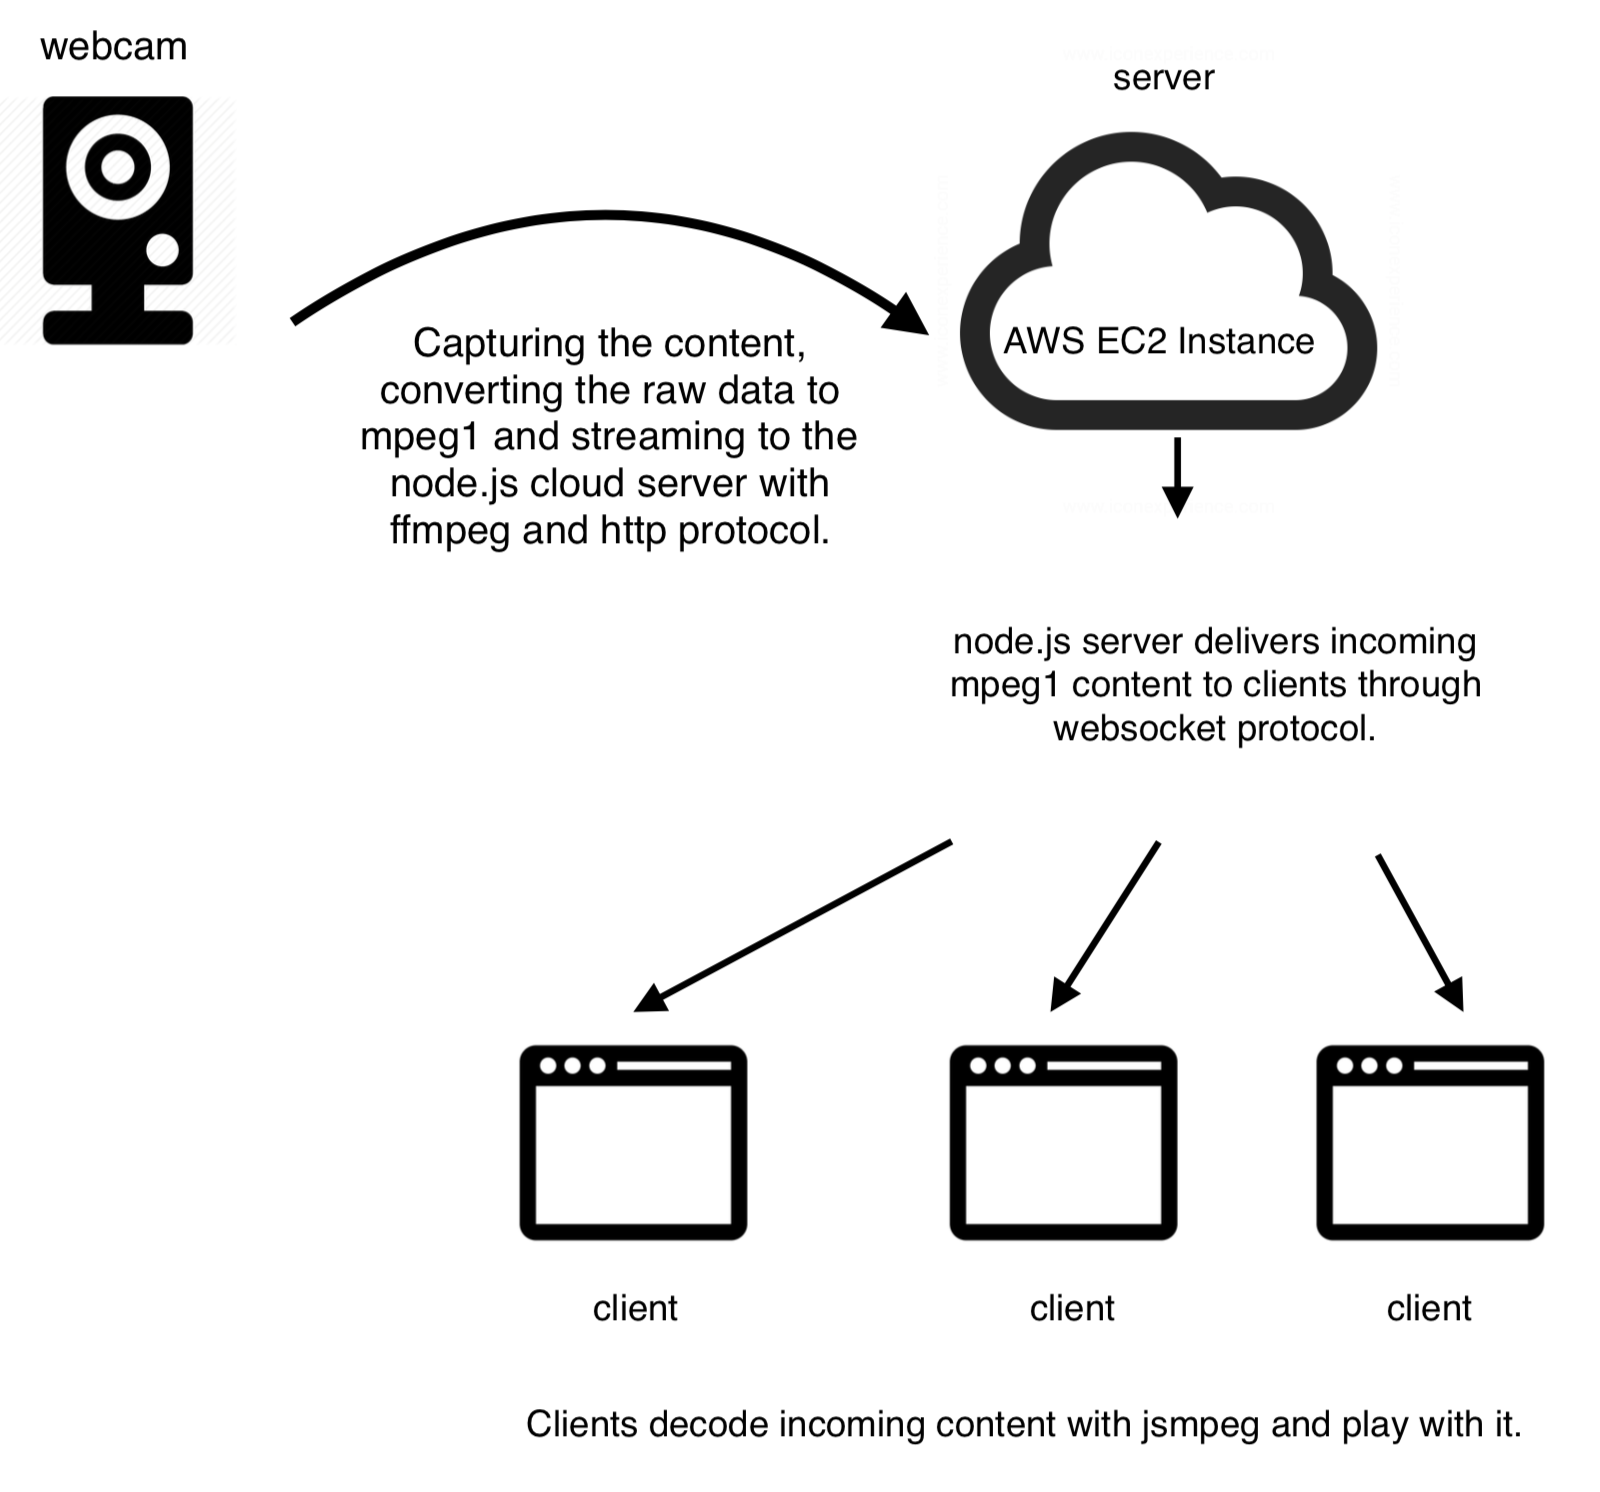 webcam
server
AWS EC2 Instance
Capturing the content,
converting the raw data to
mpeg1 and streaming to the
node.js cloud server with
ffmpeg and http protocol.
node.js server delivers incoming
mpeg1 content to clients through
websocket protocol.
client
client
client
Clients decode incoming content with jsmpeg and play with it.